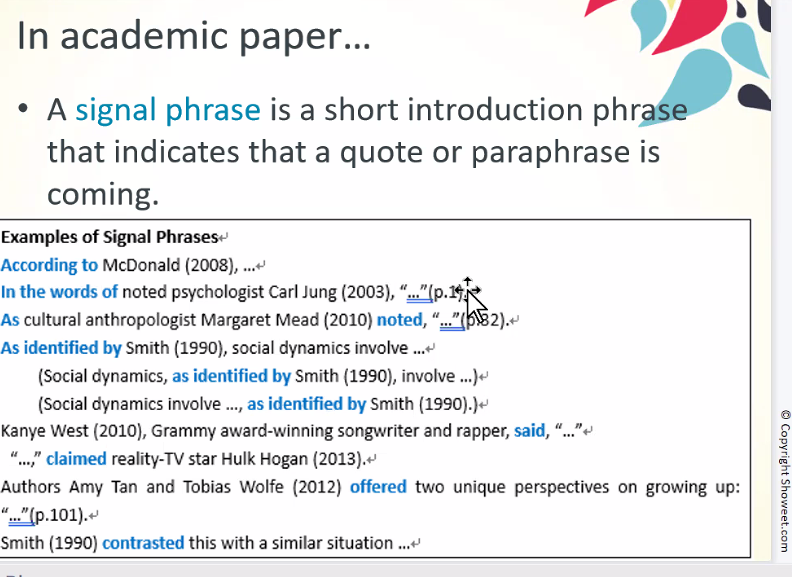 In academic paper…
• A signal phrase is a short introduction phrase
that indicates that a quote or paraphrase is
coming.
Examples of Signal Phrases
According to McDonald (2008), …
In the words of noted psychologist Carl Jung (2003), “…”(p.1).
As cultural anthropologist Margaret Mead (2010) noted, “…”(p.32).
As identified by Smith (1990), social dynamics involve …
(Social dynamics, as identified by Smith (1990), involve …)
(Social dynamics involve …, as identified by Smith (1990).)
Kanye West (2010), Grammy award-winning songwriter and rapper, said, “…”
“…,” claimed reality-TV star Hulk Hogan (2013).
Authors Amy Tan and Tobias Wolfe (2012) offered two unique perspectives on growing up:
“…”(p.101).
Smith (1990) contrasted this with a similar situation …
© Copyright Showeet.com